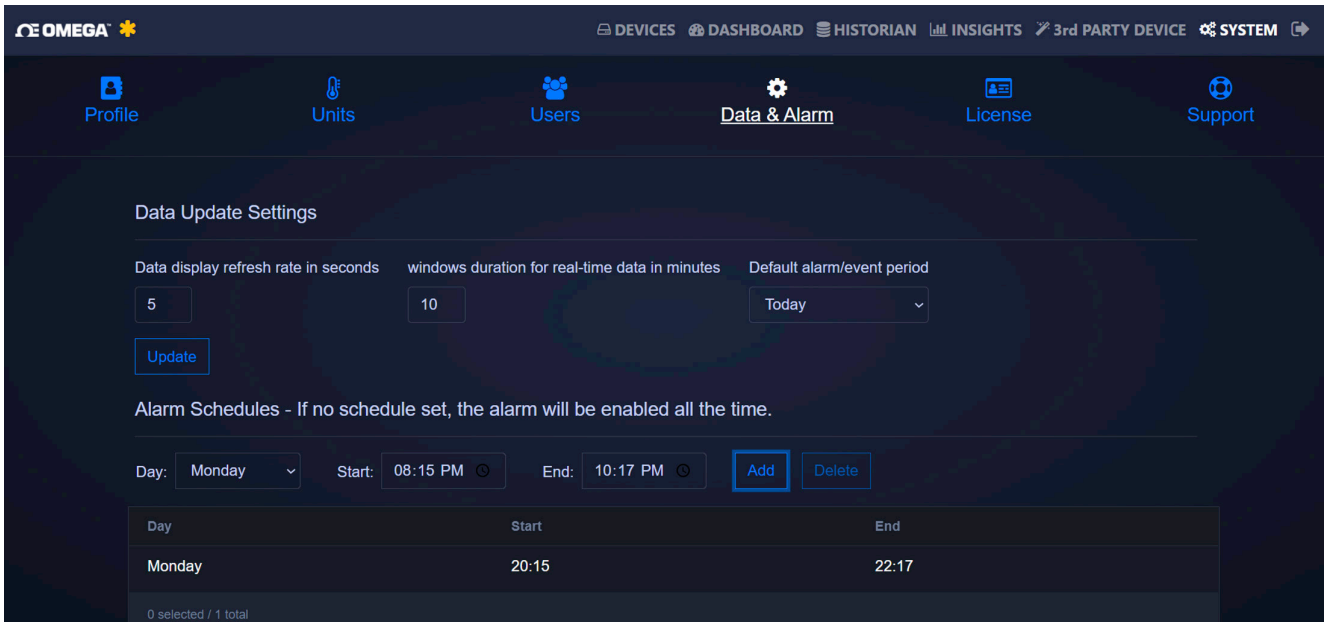 OMEGA™
DEVICES DASHBOARD HISTORIAN INSIGHTS 3rd PARTY DEVICE SYSTEM
Profile Units Users Data & Alarm License Support
Data Update Settings
Data display refresh rate in seconds windows duration for real-time data in minutes Default alarm/event period
5 10 Today
Update
Alarm Schedules - If no schedule set, the alarm will be enabled all the time.
Day: Monday Start: 08:15 PM End: 10:17 PM Add Delete
Day Start End
Monday 20:15 22:17
0 selected / 1 total